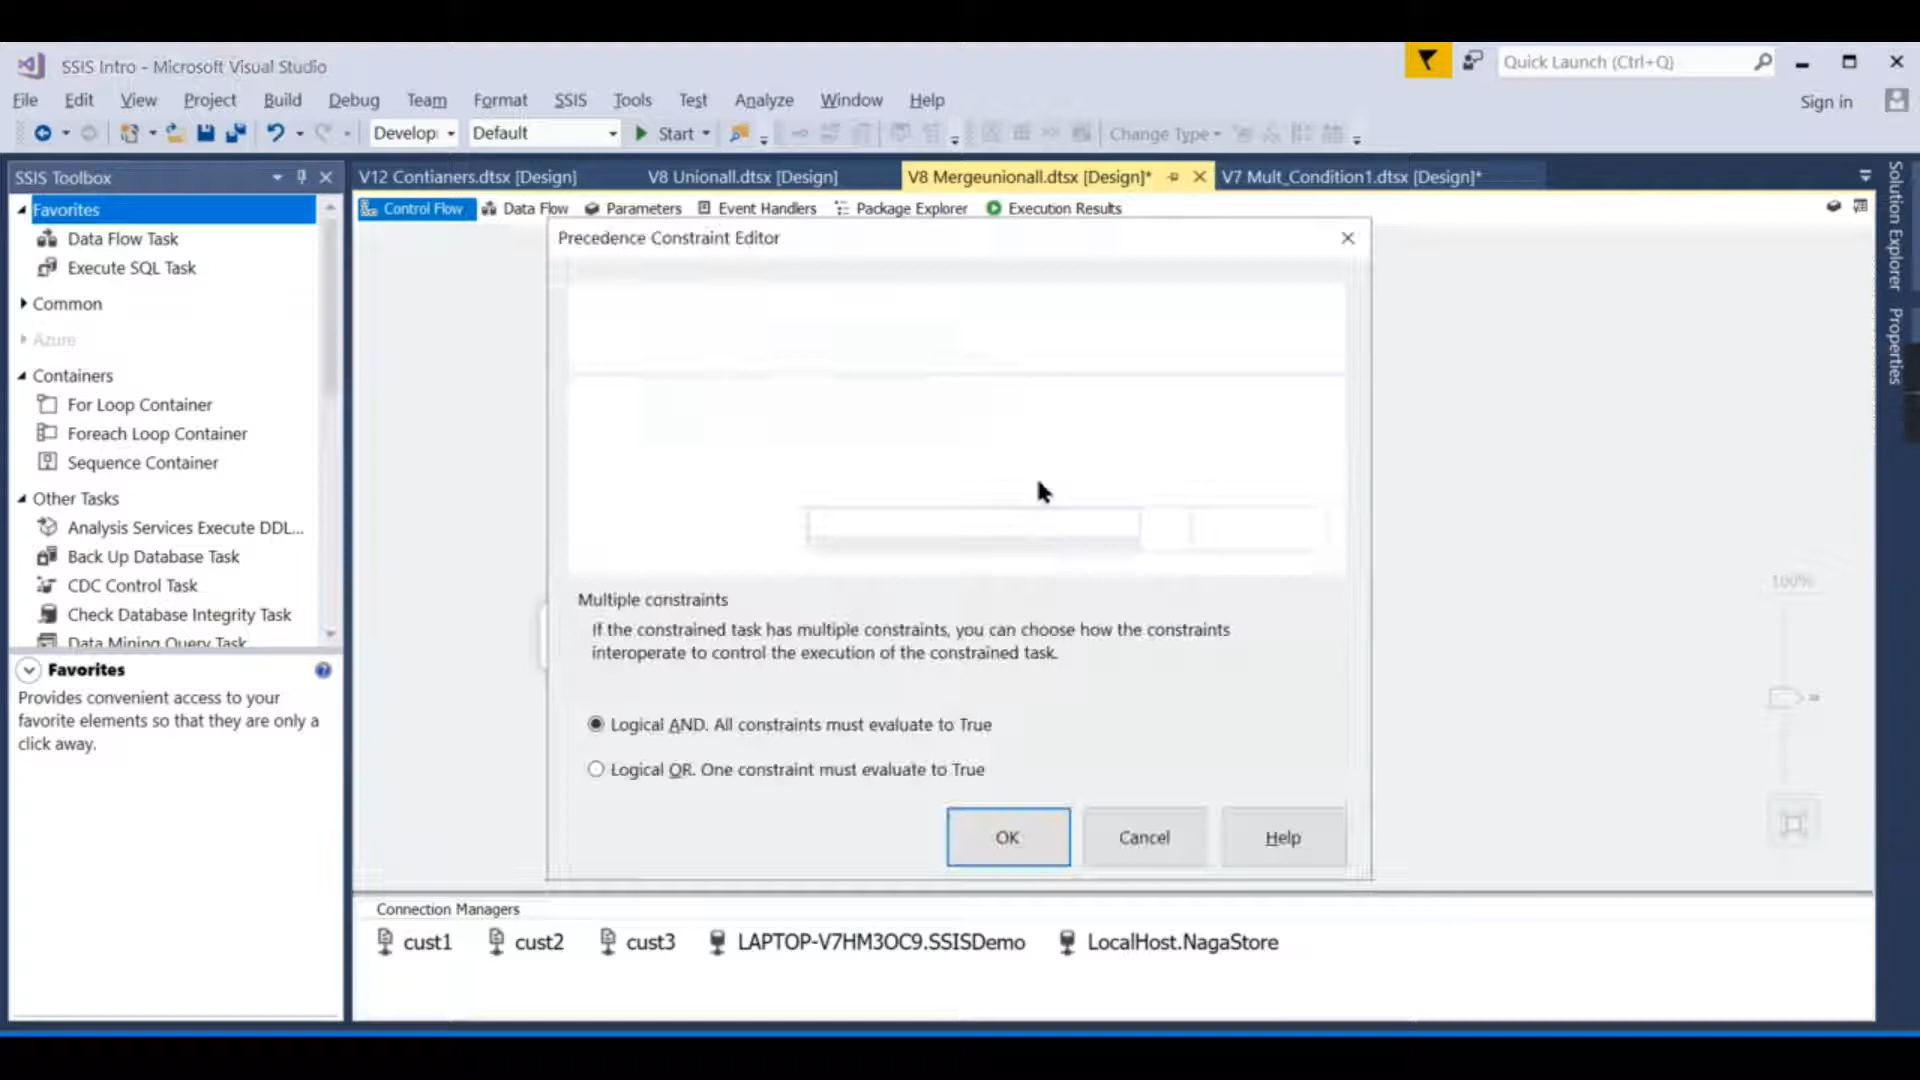 SSIS Intro - Microsoft Visual Studio
Quick Launch (Ctrl+Q)
File Edit View Project Build Debug Team Format SSIS Tools Test Analyze Window Help
Sign in
Develop Default Start Change Type
SSIS Toolbox
V12 Contianers.dtsx [Design] V8 Unionall.dtsx [Design] V8 Mergeunionall.dtsx [Design]* V7 Mult_Condition1.dtsx [Design]*
Control Flow Data Flow Parameters Event Handlers Package Explorer Execution Results
Solution Explorer
Properties
Favorites
Data Flow Task
Execute SQL Task
Common
Azure
Containers
For Loop Container
Foreach Loop Container
Sequence Container
Other Tasks
Analysis Services Execute DDL...
Back Up Database Task
CDC Control Task
Check Database Integrity Task
Data Mining Query Task
Favorites
Provides convenient access to your
favorite elements so that they are only a
click away.
Precedence Constraint Editor
Multiple constraints
If the constrained task has multiple constraints, you can choose how the constraints
interoperate to control the execution of the constrained task.
Logical AND. All constraints must evaluate to True
Logical OR. One constraint must evaluate to True
OK Cancel Help
100%
Connection Managers
cust1 cust2 cust3 LAPTOP-V7HM3OC9.SSISDemo LocalHost.NagaStore